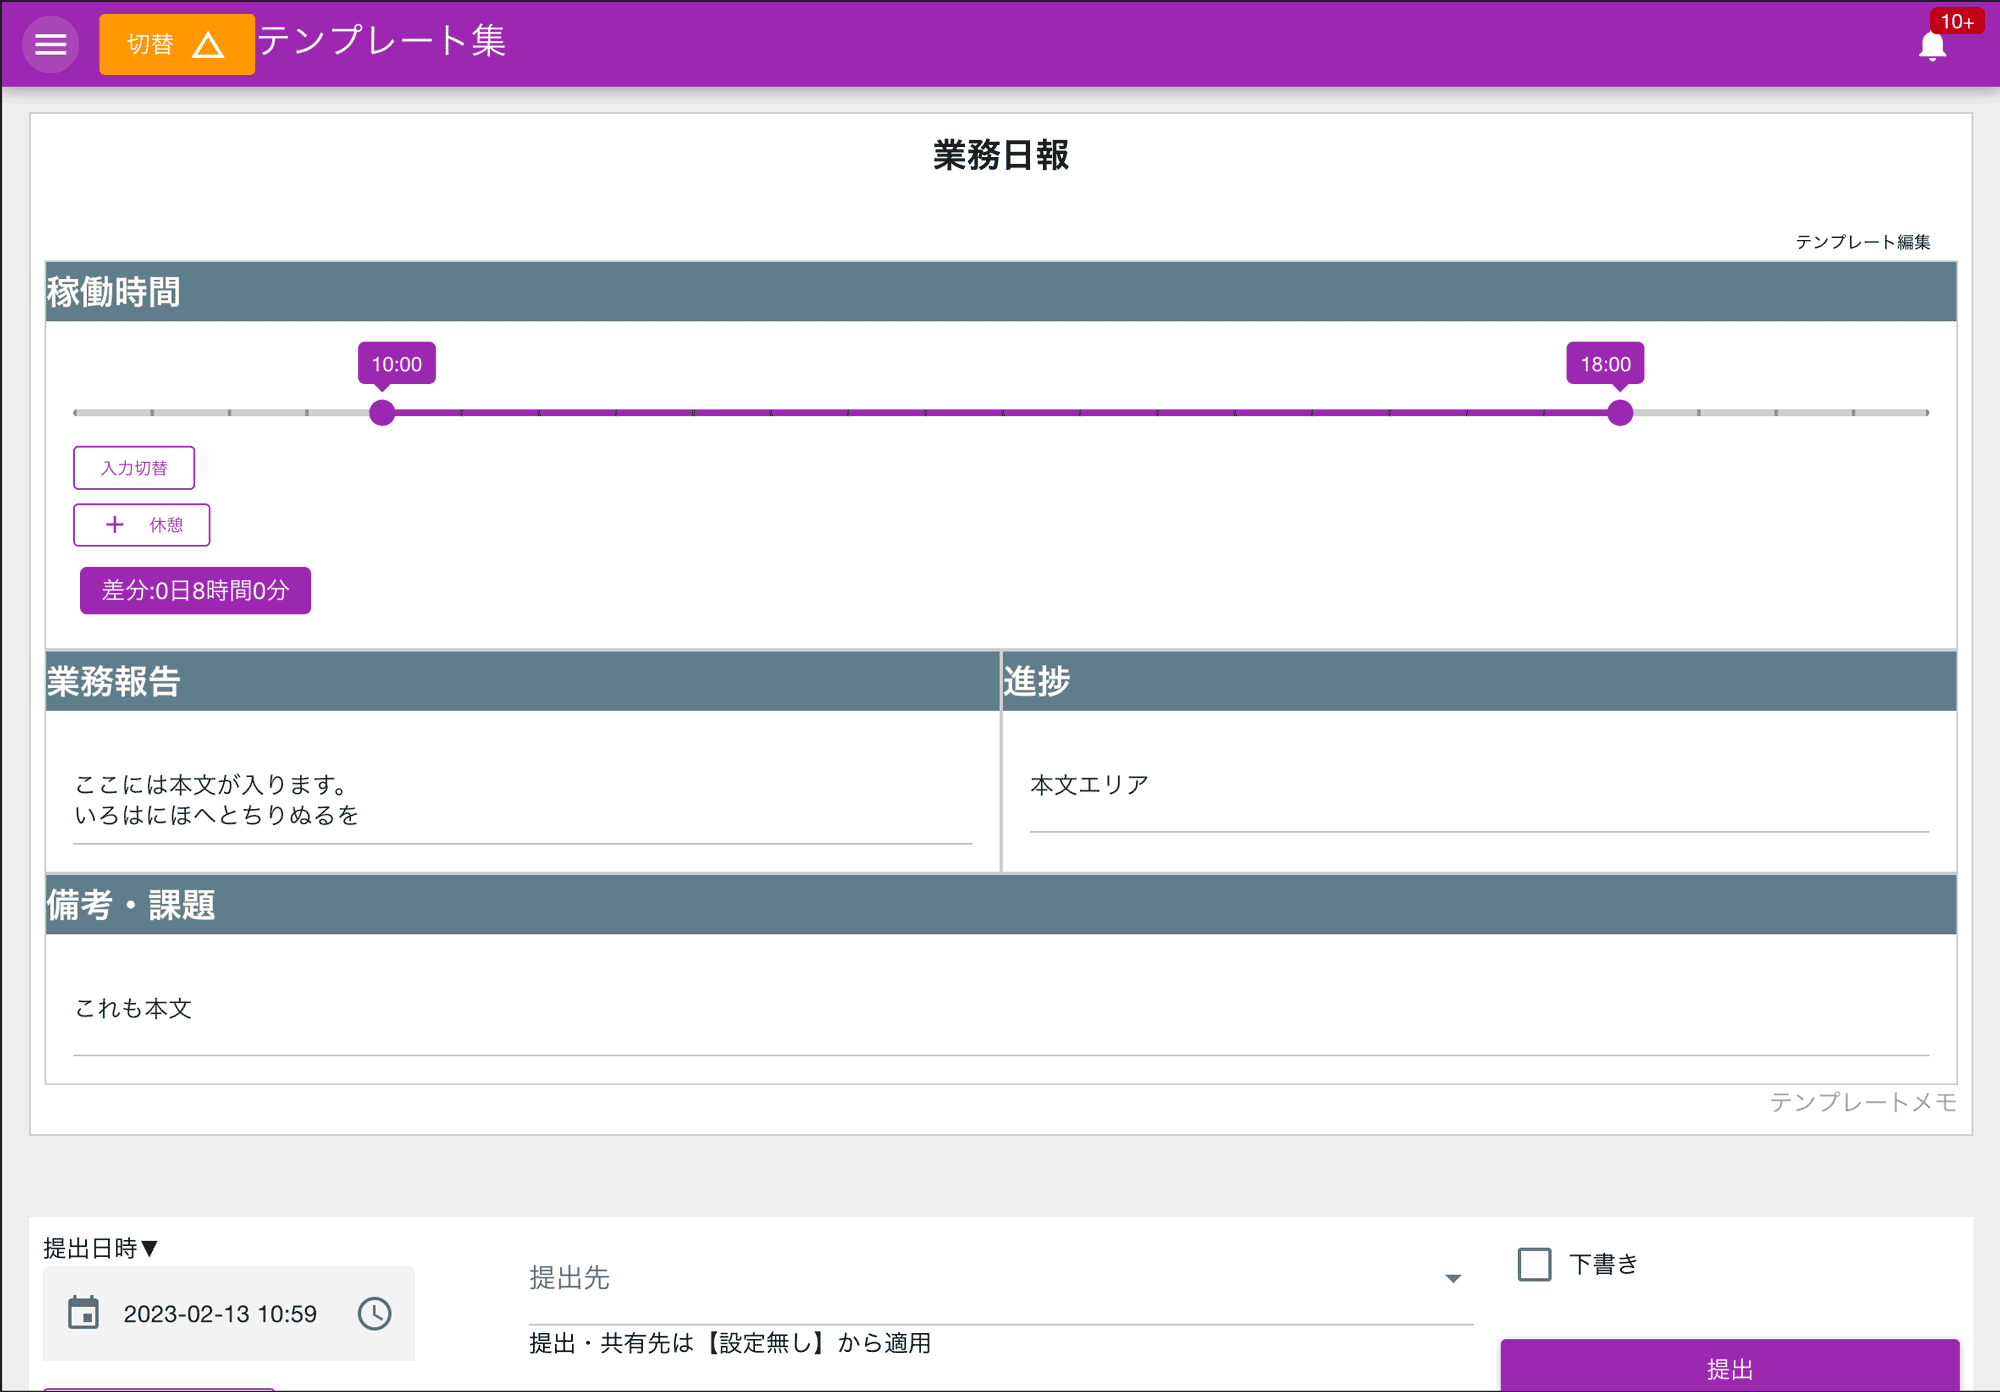 切替
テンプレート集
10+
業務日報
テンプレート編集
稼働時間
10:00
18:00
入力切替
休憩
差分:0日8時間0分
業務報告
進捗
ここには本文が入ります。
いろはにほへとちりぬるを
本文エリア
備考・課題
これも本文
テンプレートメモ
提出日時▼
2023-02-13 10:59
提出先
提出・共有先は【設定無し】から適用
下書き
提出